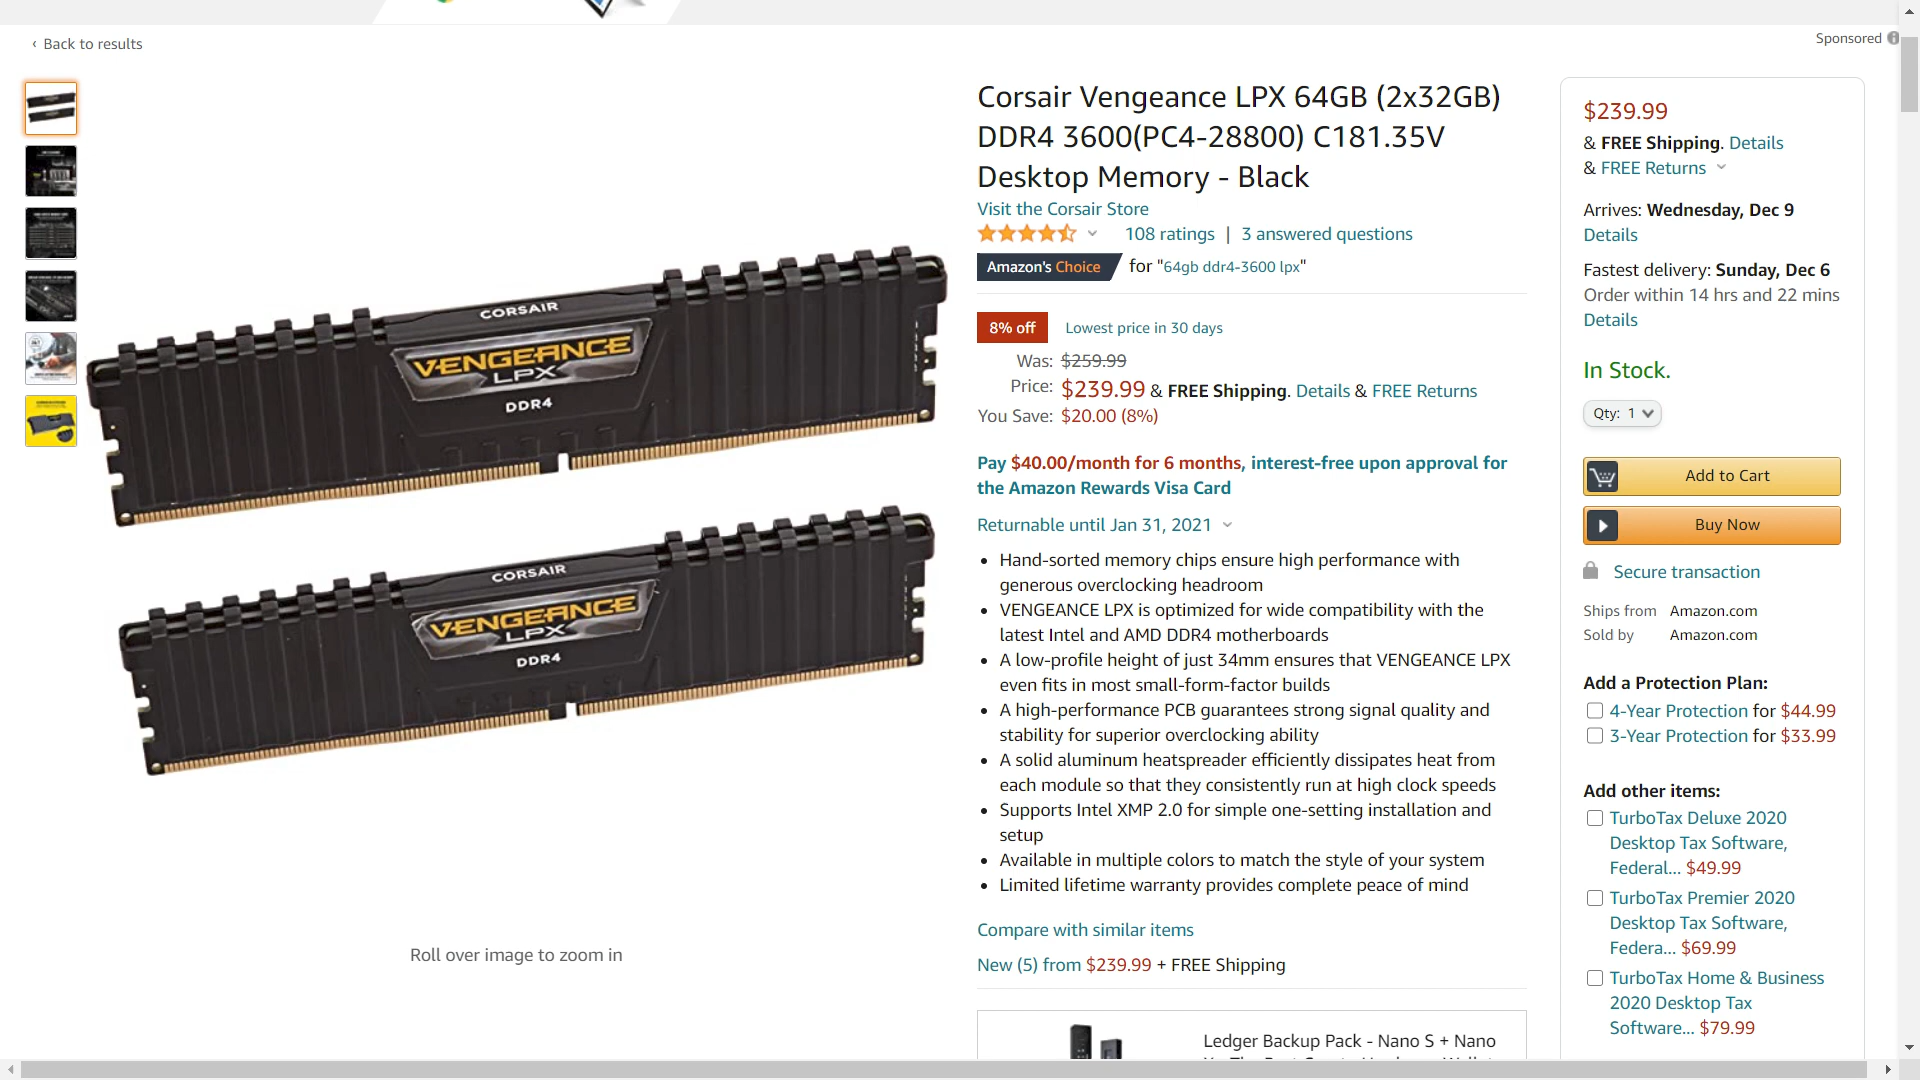 ‹ Back to results
Sponsored
CORSAIR
VENGEANCE
LPX
DDR4
CORSAIR
VENGEANCE
LPX
DDR4
Roll over image to zoom in
Corsair Vengeance LPX 64GB (2x32GB)
DDR4 3600(PC4-28800) C181.35V
Desktop Memory - Black
Visit the Corsair Store
108 ratings | 3 answered questions
Amazon's Choice for "64gb ddr4-3600 lpx"
8% off Lowest price in 30 days
Was: $259.99
Price: $239.99 & FREE Shipping. Details & FREE Returns
You Save: $20.00 (8%)
Pay $40.00/month for 6 months, interest-free upon approval for
the Amazon Rewards Visa Card
Returnable until Jan 31, 2021
• Hand-sorted memory chips ensure high performance with
generous overclocking headroom
• VENGEANCE LPX is optimized for wide compatibility with the
latest Intel and AMD DDR4 motherboards
• A low-profile height of just 34mm ensures that VENGEANCE LPX
even fits in most small-form-factor builds
• A high-performance PCB guarantees strong signal quality and
stability for superior overclocking ability
• A solid aluminum heatspreader efficiently dissipates heat from
each module so that they consistently run at high clock speeds
• Supports Intel XMP 2.0 for simple one-setting installation and
setup
• Available in multiple colors to match the style of your system
• Limited lifetime warranty provides complete peace of mind
Compare with similar items
New (5) from $239.99 + FREE Shipping
Ledger Backup Pack - Nano S + Nano
$239.99
& FREE Shipping. Details
& FREE Returns
Arrives: Wednesday, Dec 9
Details
Fastest delivery: Sunday, Dec 6
Order within 14 hrs and 22 mins
Details
In Stock.
Qty: 1
Add to Cart
Buy Now
Secure transaction
Ships from Amazon.com
Sold by Amazon.com
Add a Protection Plan:
4-Year Protection for $44.99
3-Year Protection for $33.99
Add other items:
TurboTax Deluxe 2020
Desktop Tax Software,
Federal... $49.99
TurboTax Premier 2020
Desktop Tax Software,
Federa... $69.99
TurboTax Home & Business
2020 Desktop Tax
Software... $79.99